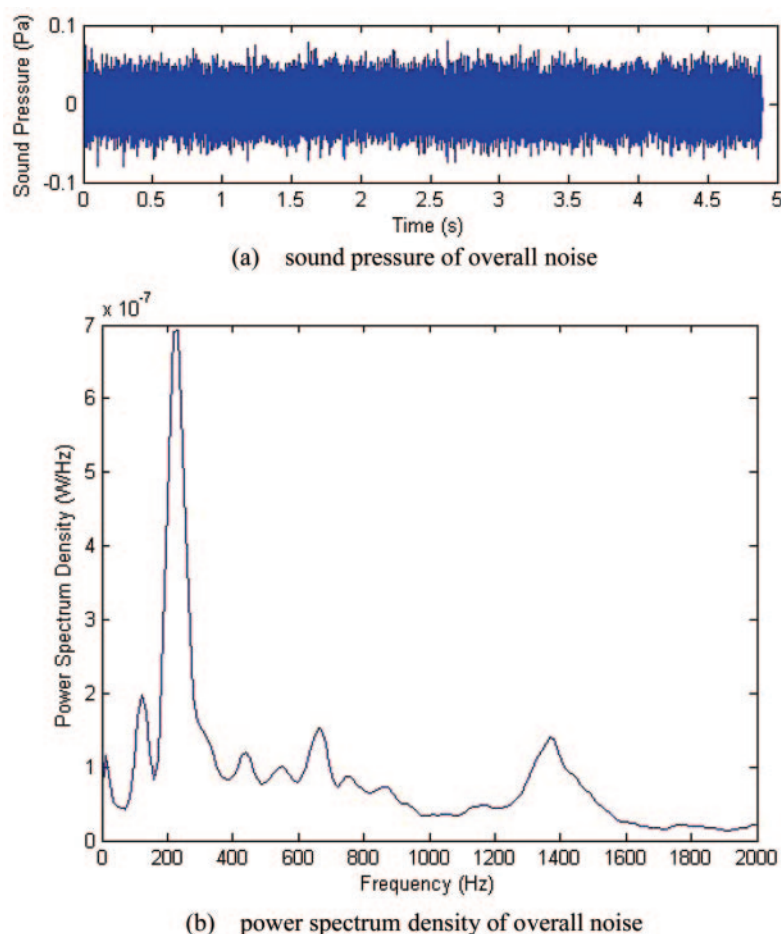 0.1
0
-0.1
Sound Pressure (Pa)
0 0.5 1 1.5 2 2.5 3 3.5 4 4.5 5
Time (s)
(a) sound pressure of overall noise
x 10⁻⁷
7
6
5
4
3
2
1
0
Power Spectrum Density (W/Hz)
0 200 400 600 800 1000 1200 1400 1600 1800 2000
Frequency (Hz)
(b) power spectrum density of overall noise